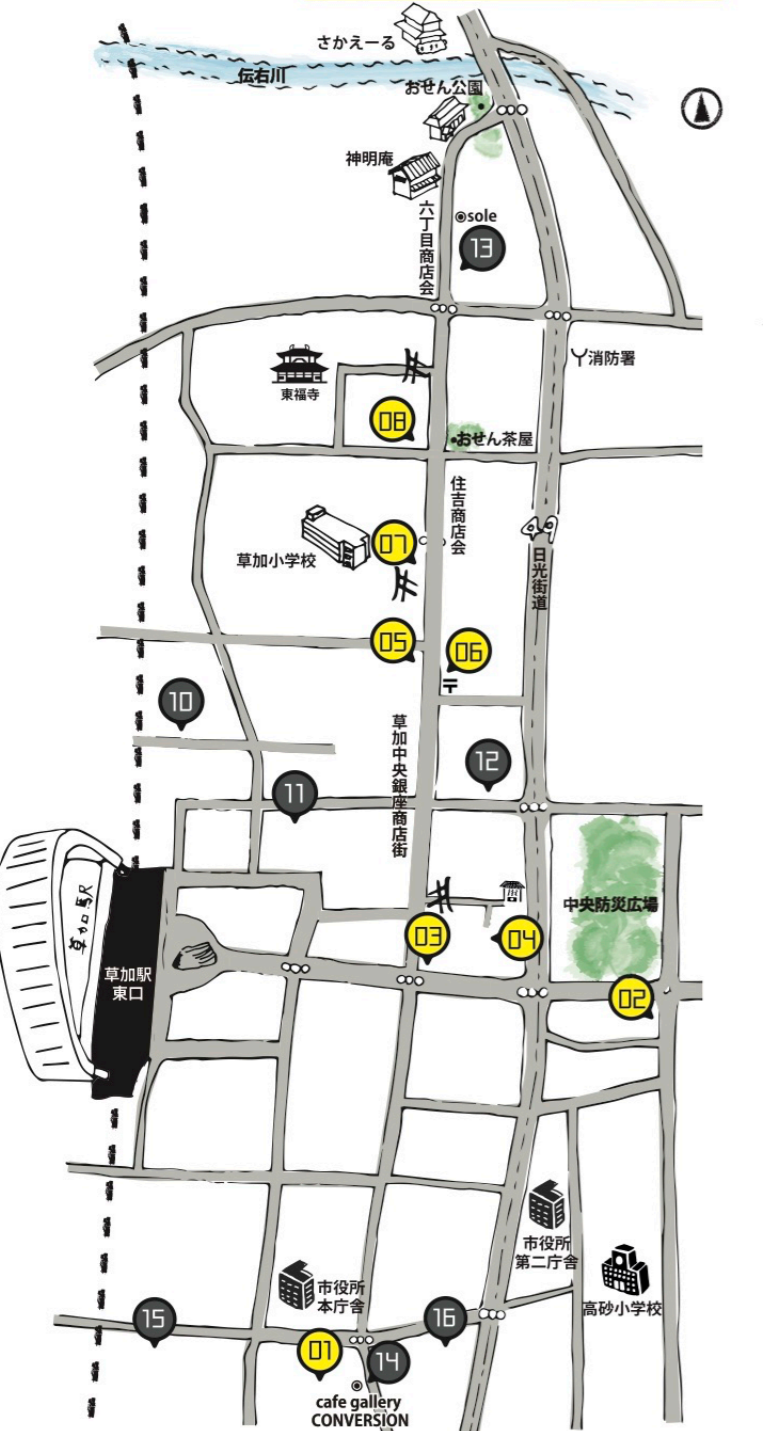 さかえーる
伝右川
おせん公園
神明庵
sole
六丁目商店会
13
消防署
東福寺
08
おせん茶屋
住吉商店会
草加小学校
07
日光街道
05
06
〒
10
草加中央銀座商店街
12
11
草加駅
中央防災広場
03
04
草加駅
東口
02
市役所
第二庁舎
市役所
本庁舎
高砂小学校
15
16
01
14
cafe gallery
CONVERSION